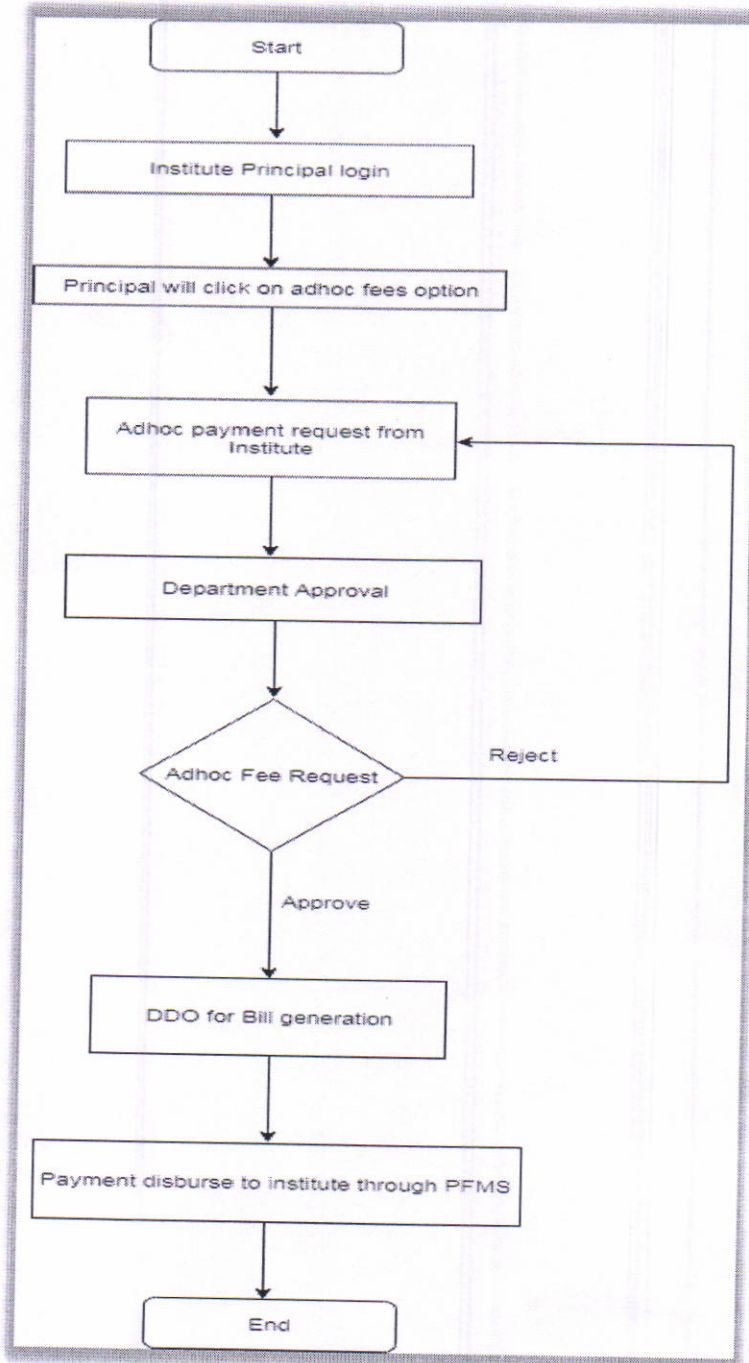 Start
Institute Principal login
Principal will click on adhoc fees option
Adhoc payment request from
Institute
Department Approval
Adhoc Fee Request
Reject
Approve
DDO for Bill generation
Payment disburse to institute through PFMS
End